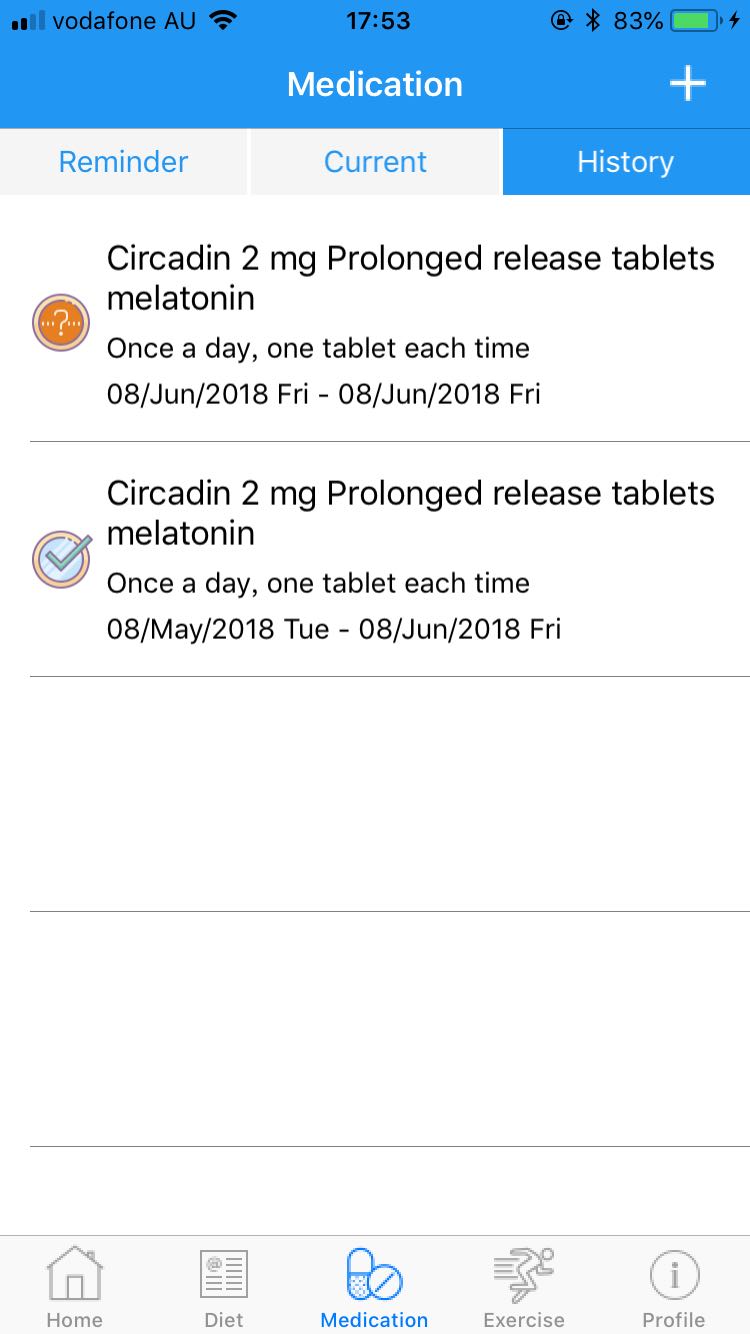 vodafone AU 17:53 83%
Medication +
Reminder Current History
Circadin 2 mg Prolonged release tablets
melatonin
Once a day, one tablet each time
08/Jun/2018 Fri - 08/Jun/2018 Fri
Circadin 2 mg Prolonged release tablets
melatonin
Once a day, one tablet each time
08/May/2018 Tue - 08/Jun/2018 Fri
Home Diet Medication Exercise Profile